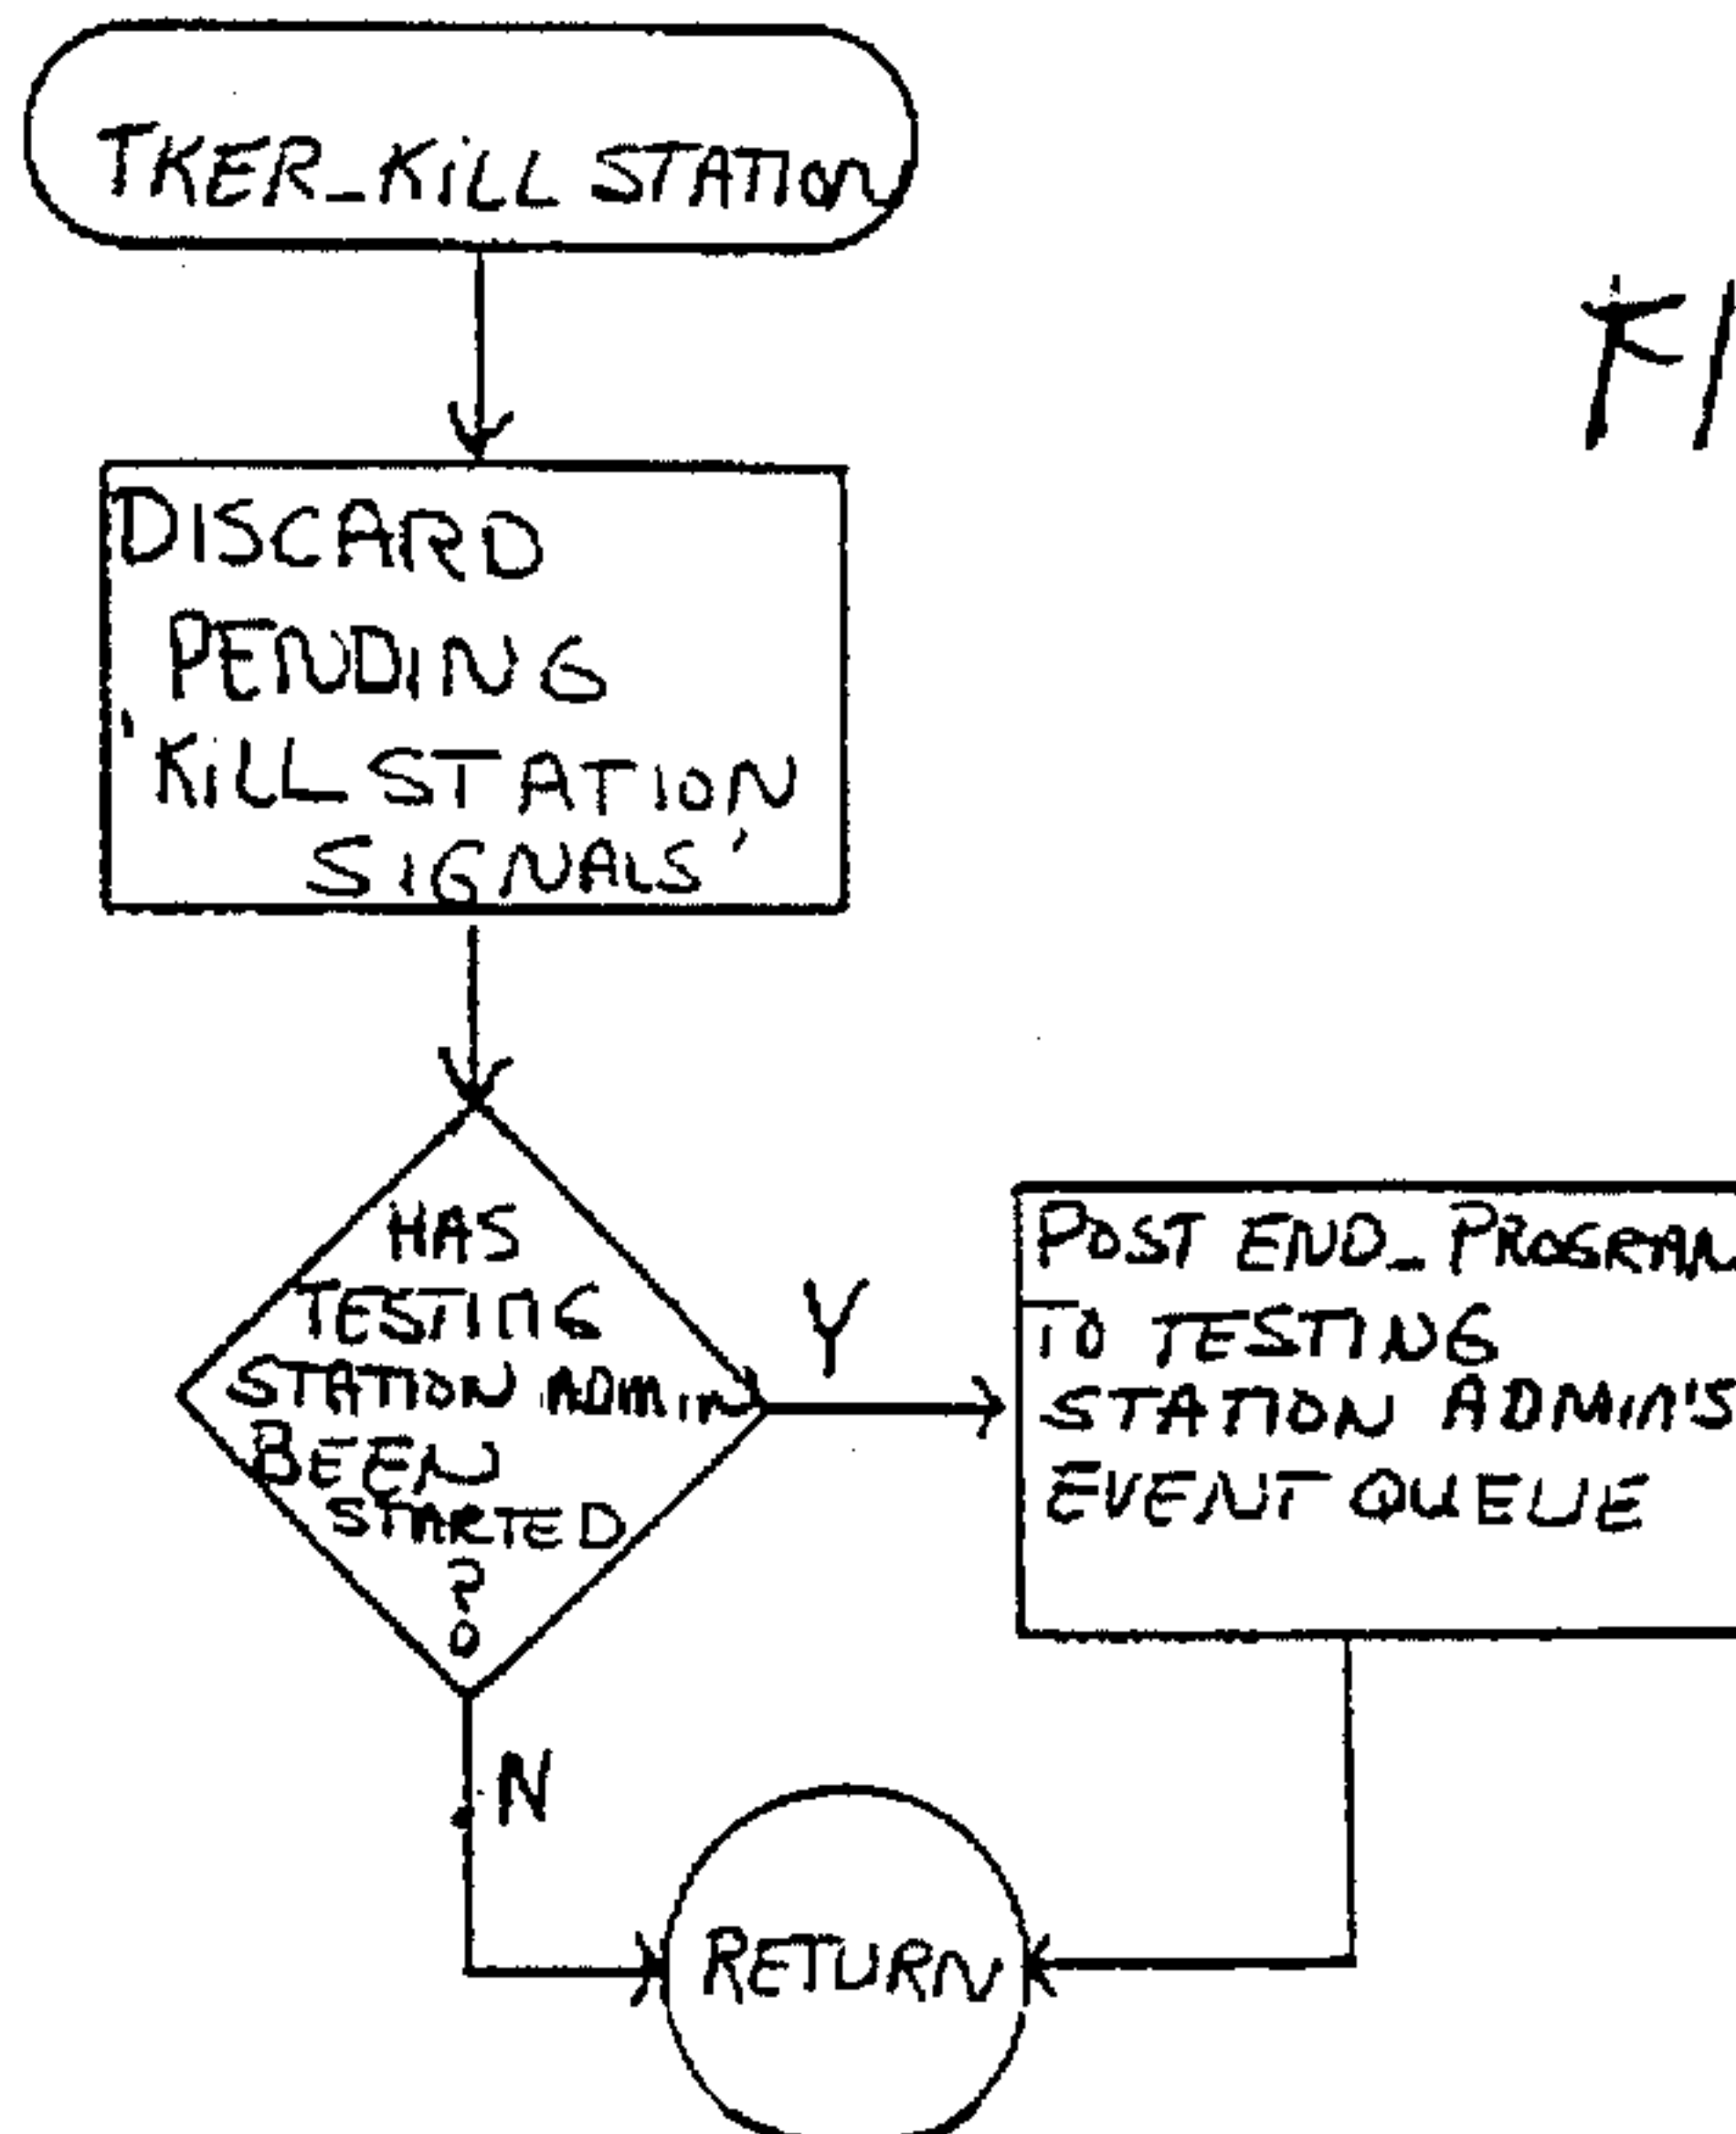 TKER_KiLL STATION
DISCARD
PENDING
'KiLL STATION
SIGNALS'
HAS
TESTING
STATION ADMIN
BEEN
STARTED
?
Y
POST END_PROGRAM
TO TESTING
STATION ADMIN'S
EVENT QUEUE
N
RETURN